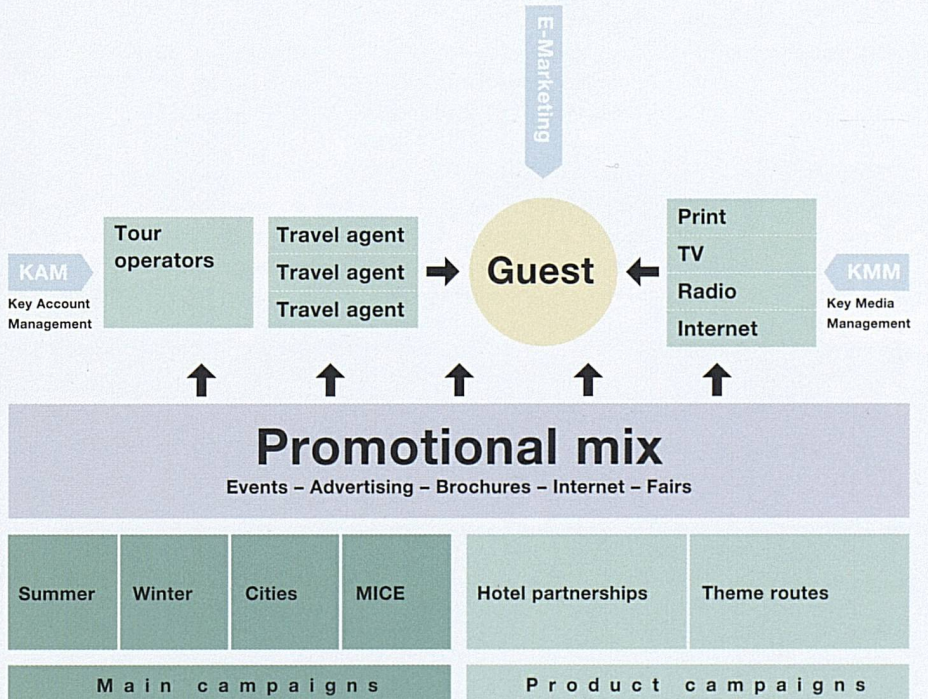 E-Marketing
KAM
Key Account
Management
Tour
operators
Travel agent
Travel agent
Travel agent
Guest
Print
TV
Radio
Internet
KMM
Key Media
Management
Promotional mix
Events – Advertising – Brochures – Internet – Fairs
Summer
Winter
Cities
MICE
Hotel partnerships
Theme routes
Main campaigns
Product campaigns